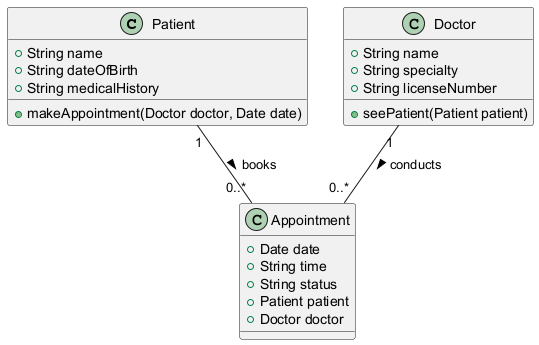 C Patient
String name
String dateOfBirth
String medicalHistory
makeAppointment(Doctor doctor, Date date)
C Doctor
String name
String specialty
String licenseNumber
seePatient(Patient patient)
1
books
0..*
1
conducts
0..*
C Appointment
Date date
String time
String status
Patient patient
Doctor doctor